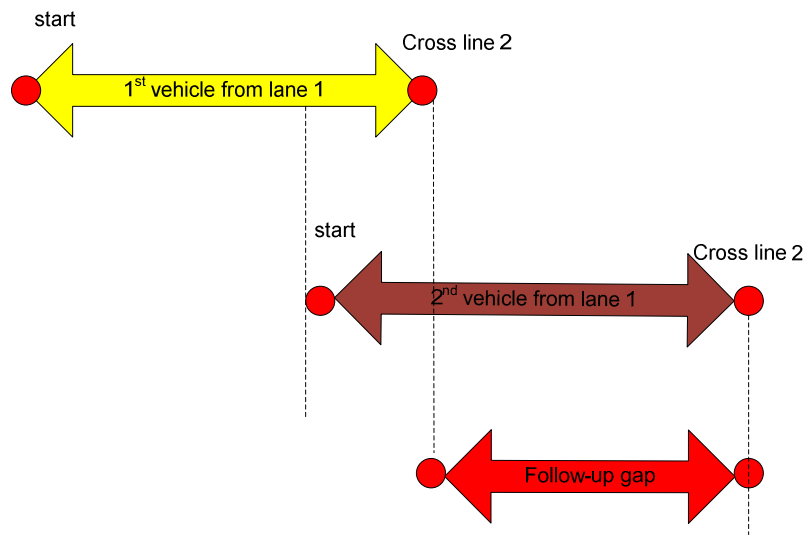 start
Cross line 2
1st vehicle from lane 1
start
Cross line 2
2nd vehicle from lane 1
Follow-up gap